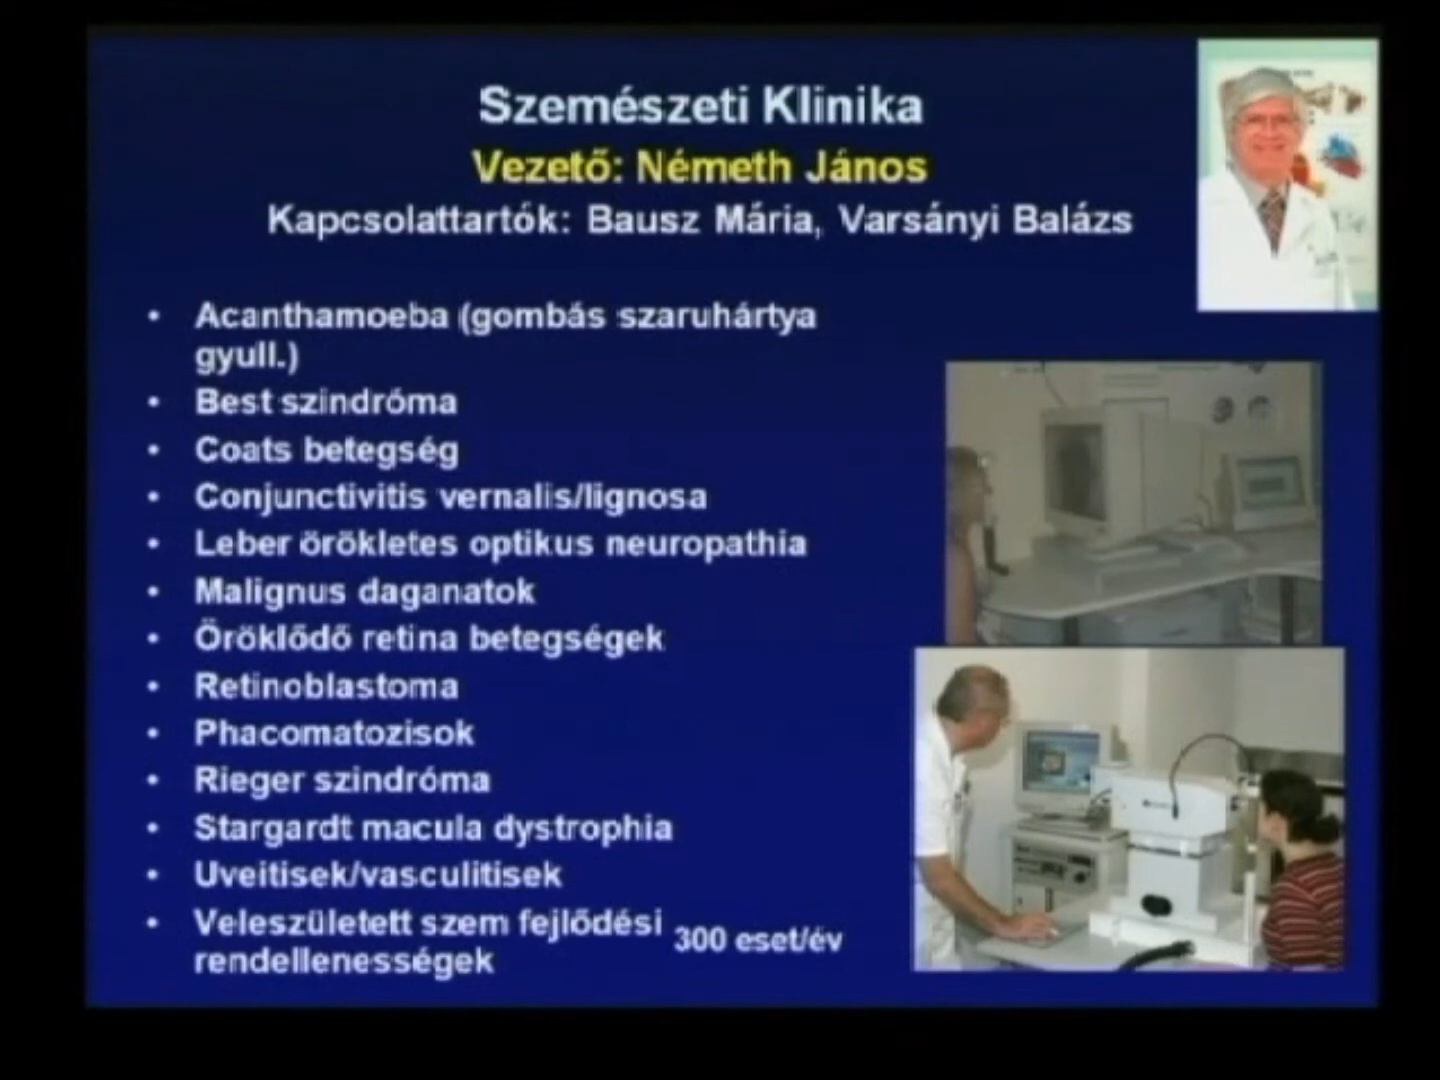 Szemészeti Klinika
Vezető: Németh János
Kapcsolattartók: Bausz Mária, Varsányi Balázs
• Acanthamoeba (gombás szaruhártya
gyull.)
• Best szindróma
• Coats betegség
• Conjunctivitis vernalis/lignosa
• Leber örökletes optikus neuropathia
• Malignus daganatok
• Öröklődő retina betegségek
• Retinoblastoma
• Phacomatozisok
• Rieger szindróma
• Stargardt macula dystrophia
• Uveitisek/vasculitisek
• Veleszületett szem fejlődési
rendellenességek
300 eset/év